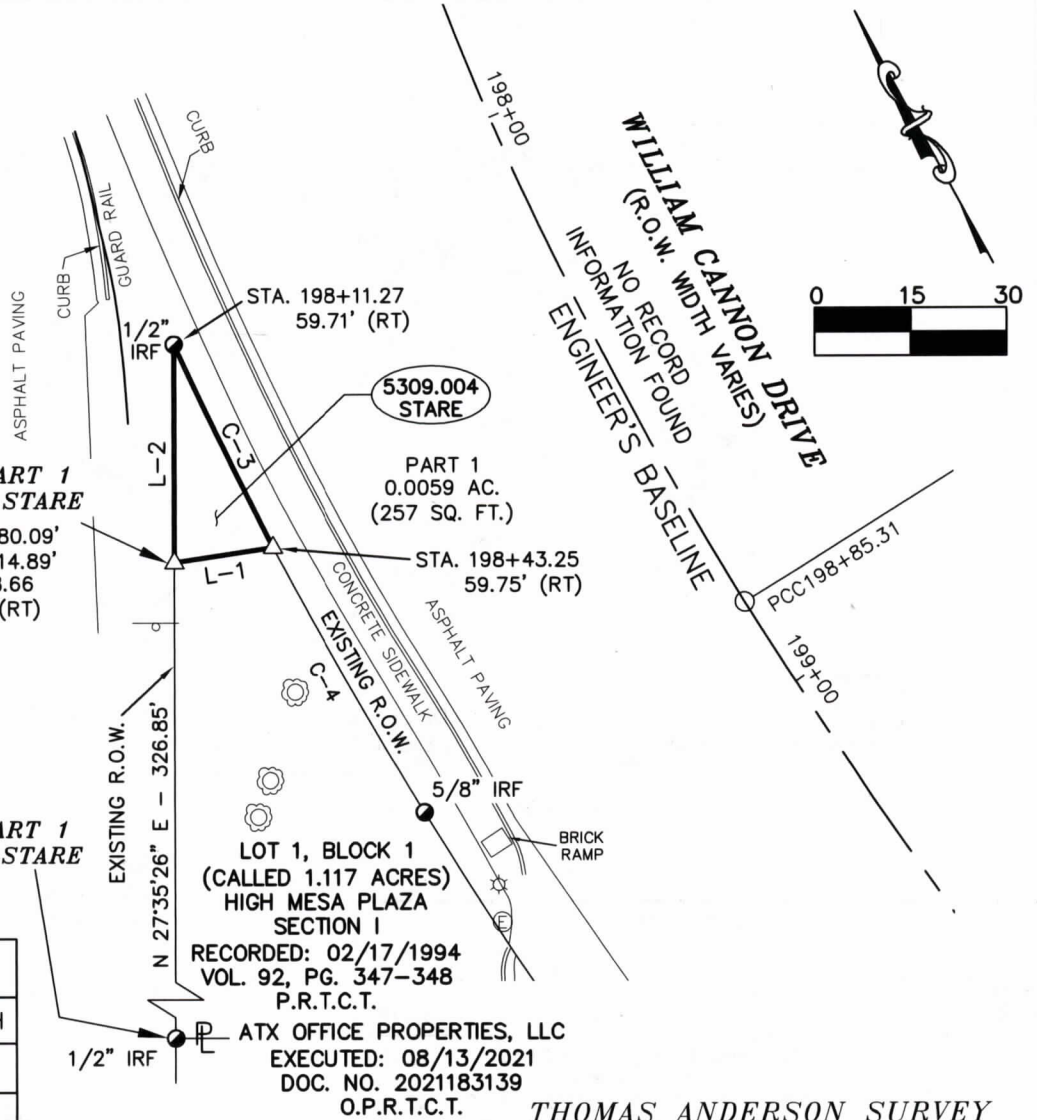 198+00
WILLIAM CANNON DRIVE
(R.O.W. WIDTH VARIES)
NO RECORD
INFORMATION FOUND
ENGINEER'S BASELINE
0 15 30
CURB
GUARD RAIL
CURB
ASPHALT PAVING
1/2"
IRF
STA. 198+11.27
59.71' (RT)
5309.004
STARE
C-3
L-2
L-1
PART 1
0.0059 AC.
(257 SQ. FT.)
STARE
80.09'
14.89'
(RT)
STA. 198+43.25
59.75' (RT)
CONCRETE SIDEWALK
ASPHALT PAVING
EXISTING R.O.W.
C-4
PCC198+85.31
199+00
EXISTING R.O.W.
N 27°35'26" E - 326.85'
5/8" IRF
BRICK
RAMP
E
STARE
LOT 1, BLOCK 1
(CALLED 1.117 ACRES)
HIGH MESA PLAZA
SECTION I
RECORDED: 02/17/1994
VOL. 92, PG. 347-348
P.R.T.C.T.
PL
1/2" IRF
ATX OFFICE PROPERTIES, LLC
EXECUTED: 08/13/2021
DOC. NO. 2021183139
O.P.R.T.C.T.
THOMAS ANDERSON SURVEY